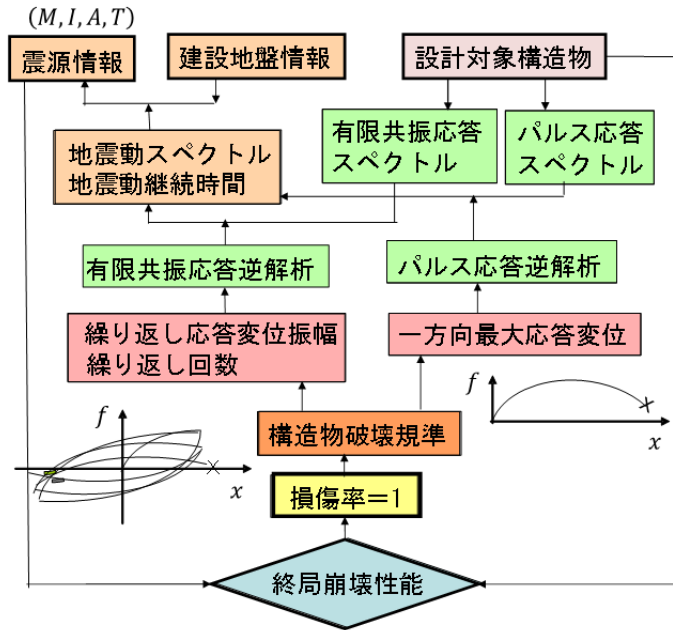 (M, I, A, T)
震源情報
建設地盤情報
設計対象構造物
地震動スペクトル
地震動継続時間
有限共振応答
スペクトル
パルス応答
スペクトル
有限共振応答逆解析
パルス応答逆解析
繰り返し応答変位振幅
繰り返し回数
一方向最大応答変位
f
x
f
x
構造物破壊規準
損傷率=1
終局崩壊性能